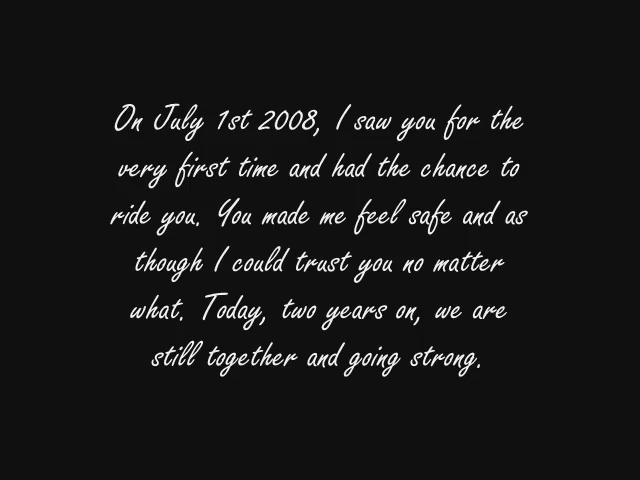 On July 1st 2008, I saw you for the
very first time and had the chance to
ride you. You made me feel safe and as
though I could trust you no matter
what. Today, two years on, we are
still together and going strong.